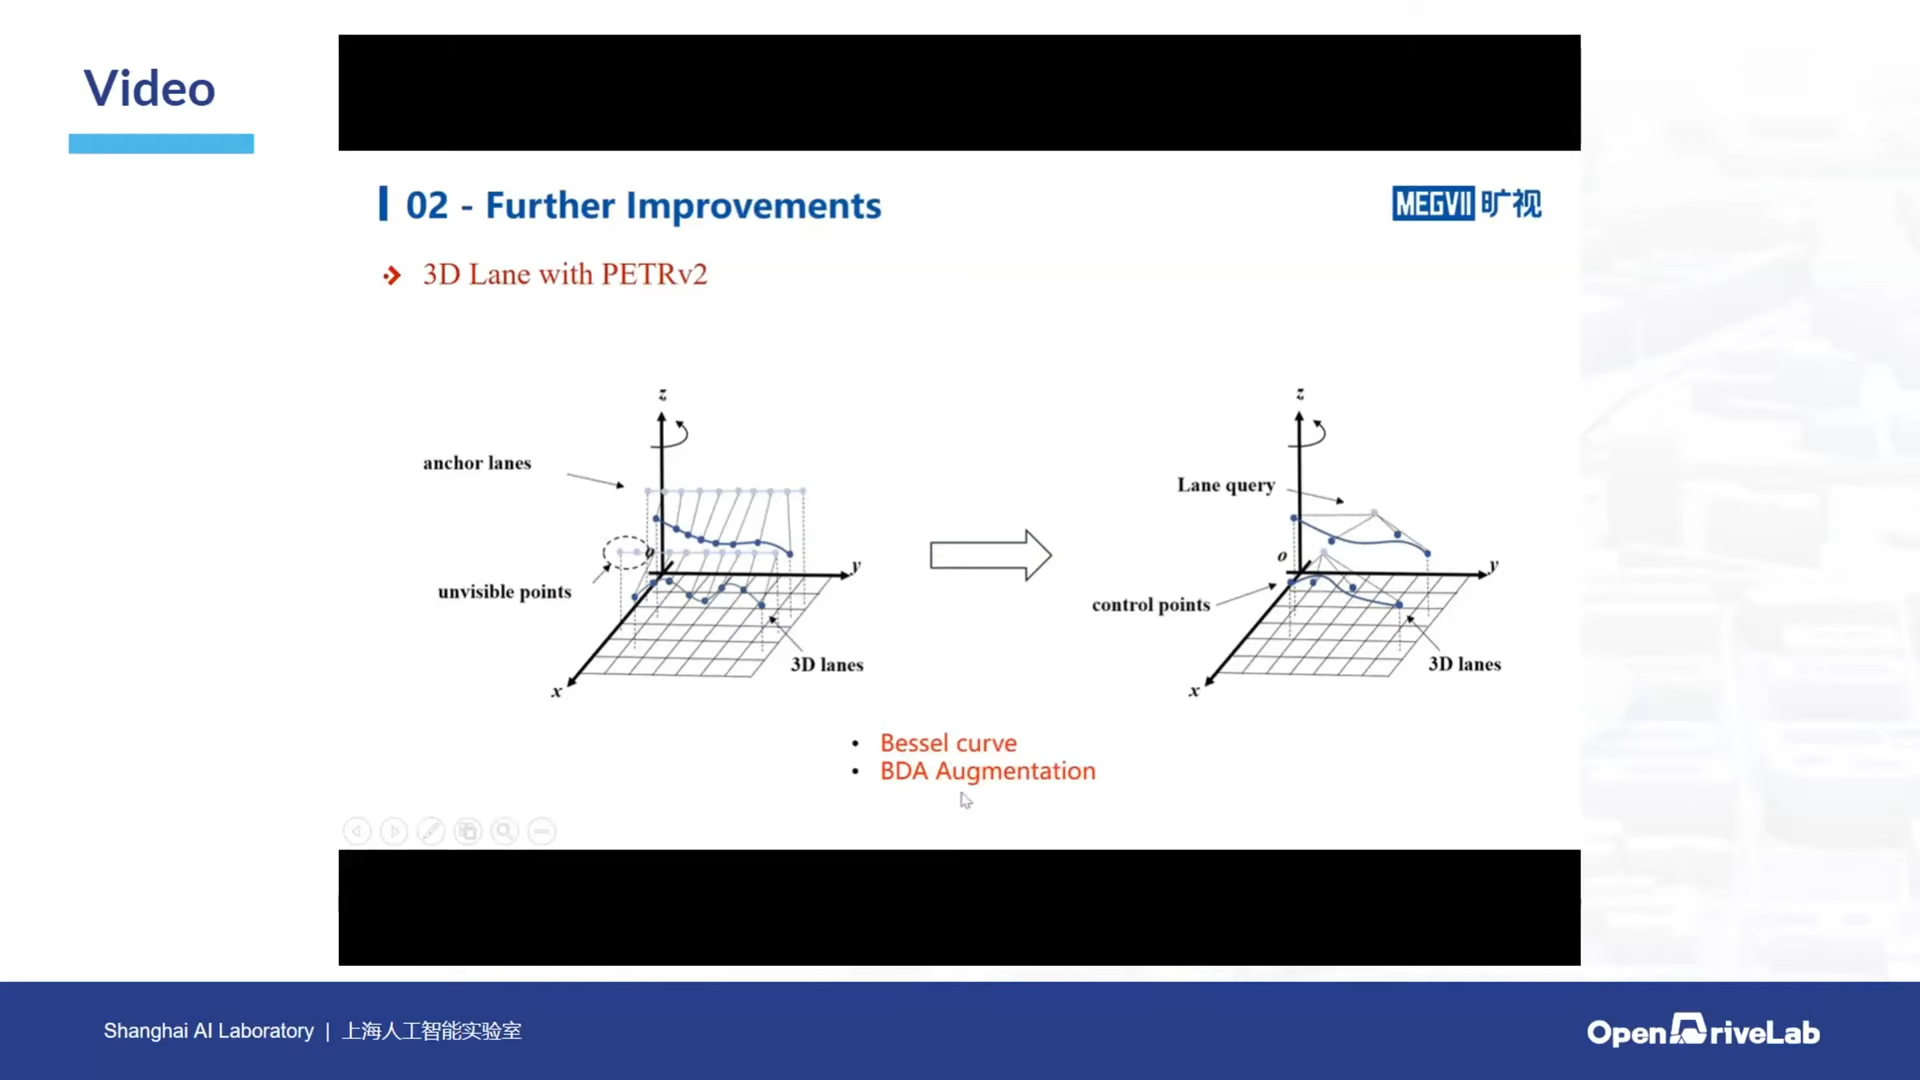 Video
02 - Further Improvements
MEGVII 旷视
3D Lane with PETRv2
z
anchor lanes
o
y
unvisible points
3D lanes
x
z
Lane query
o
y
control points
3D lanes
x
• Bessel curve
• BDA Augmentation
Shanghai AI Laboratory | 上海人工智能实验室
OpenDriveLab